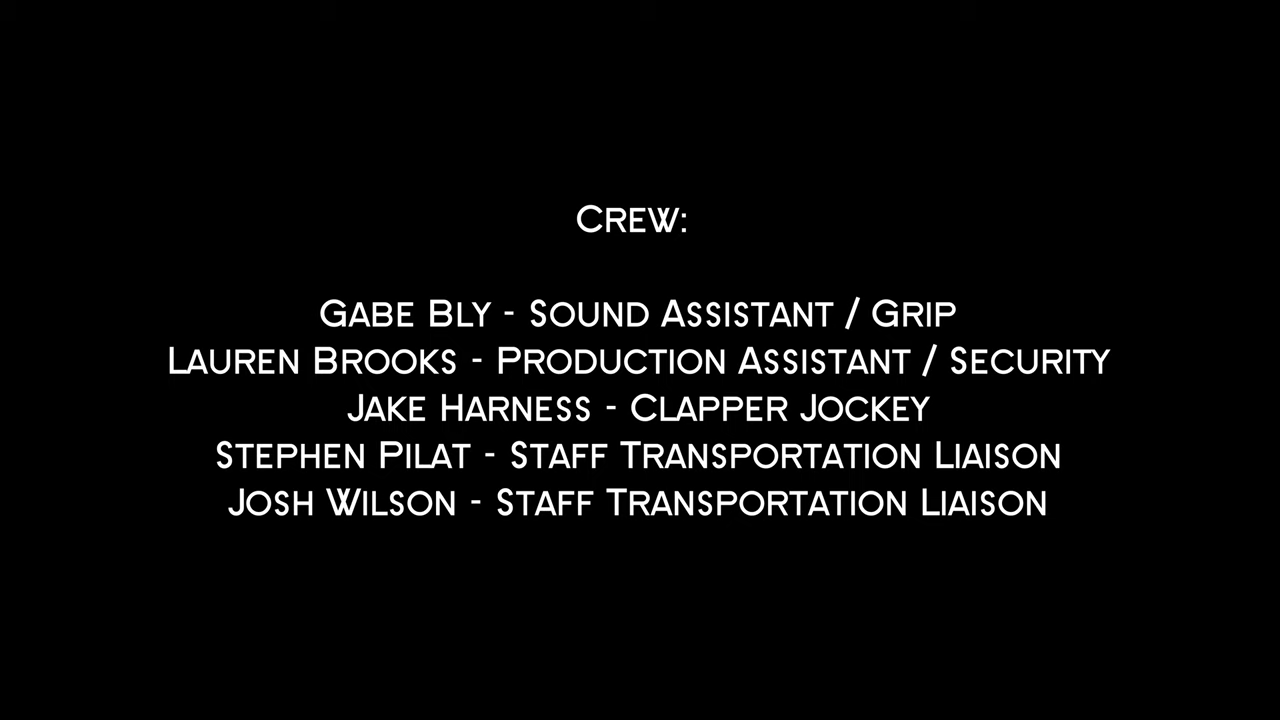 Crew:
Gabe Bly - Sound Assistant / Grip
Lauren Brooks - Production Assistant / Security
Jake Harness - Clapper Jockey
Stephen Pilat - Staff Transportation Liaison
Josh Wilson - Staff Transportation Liaison